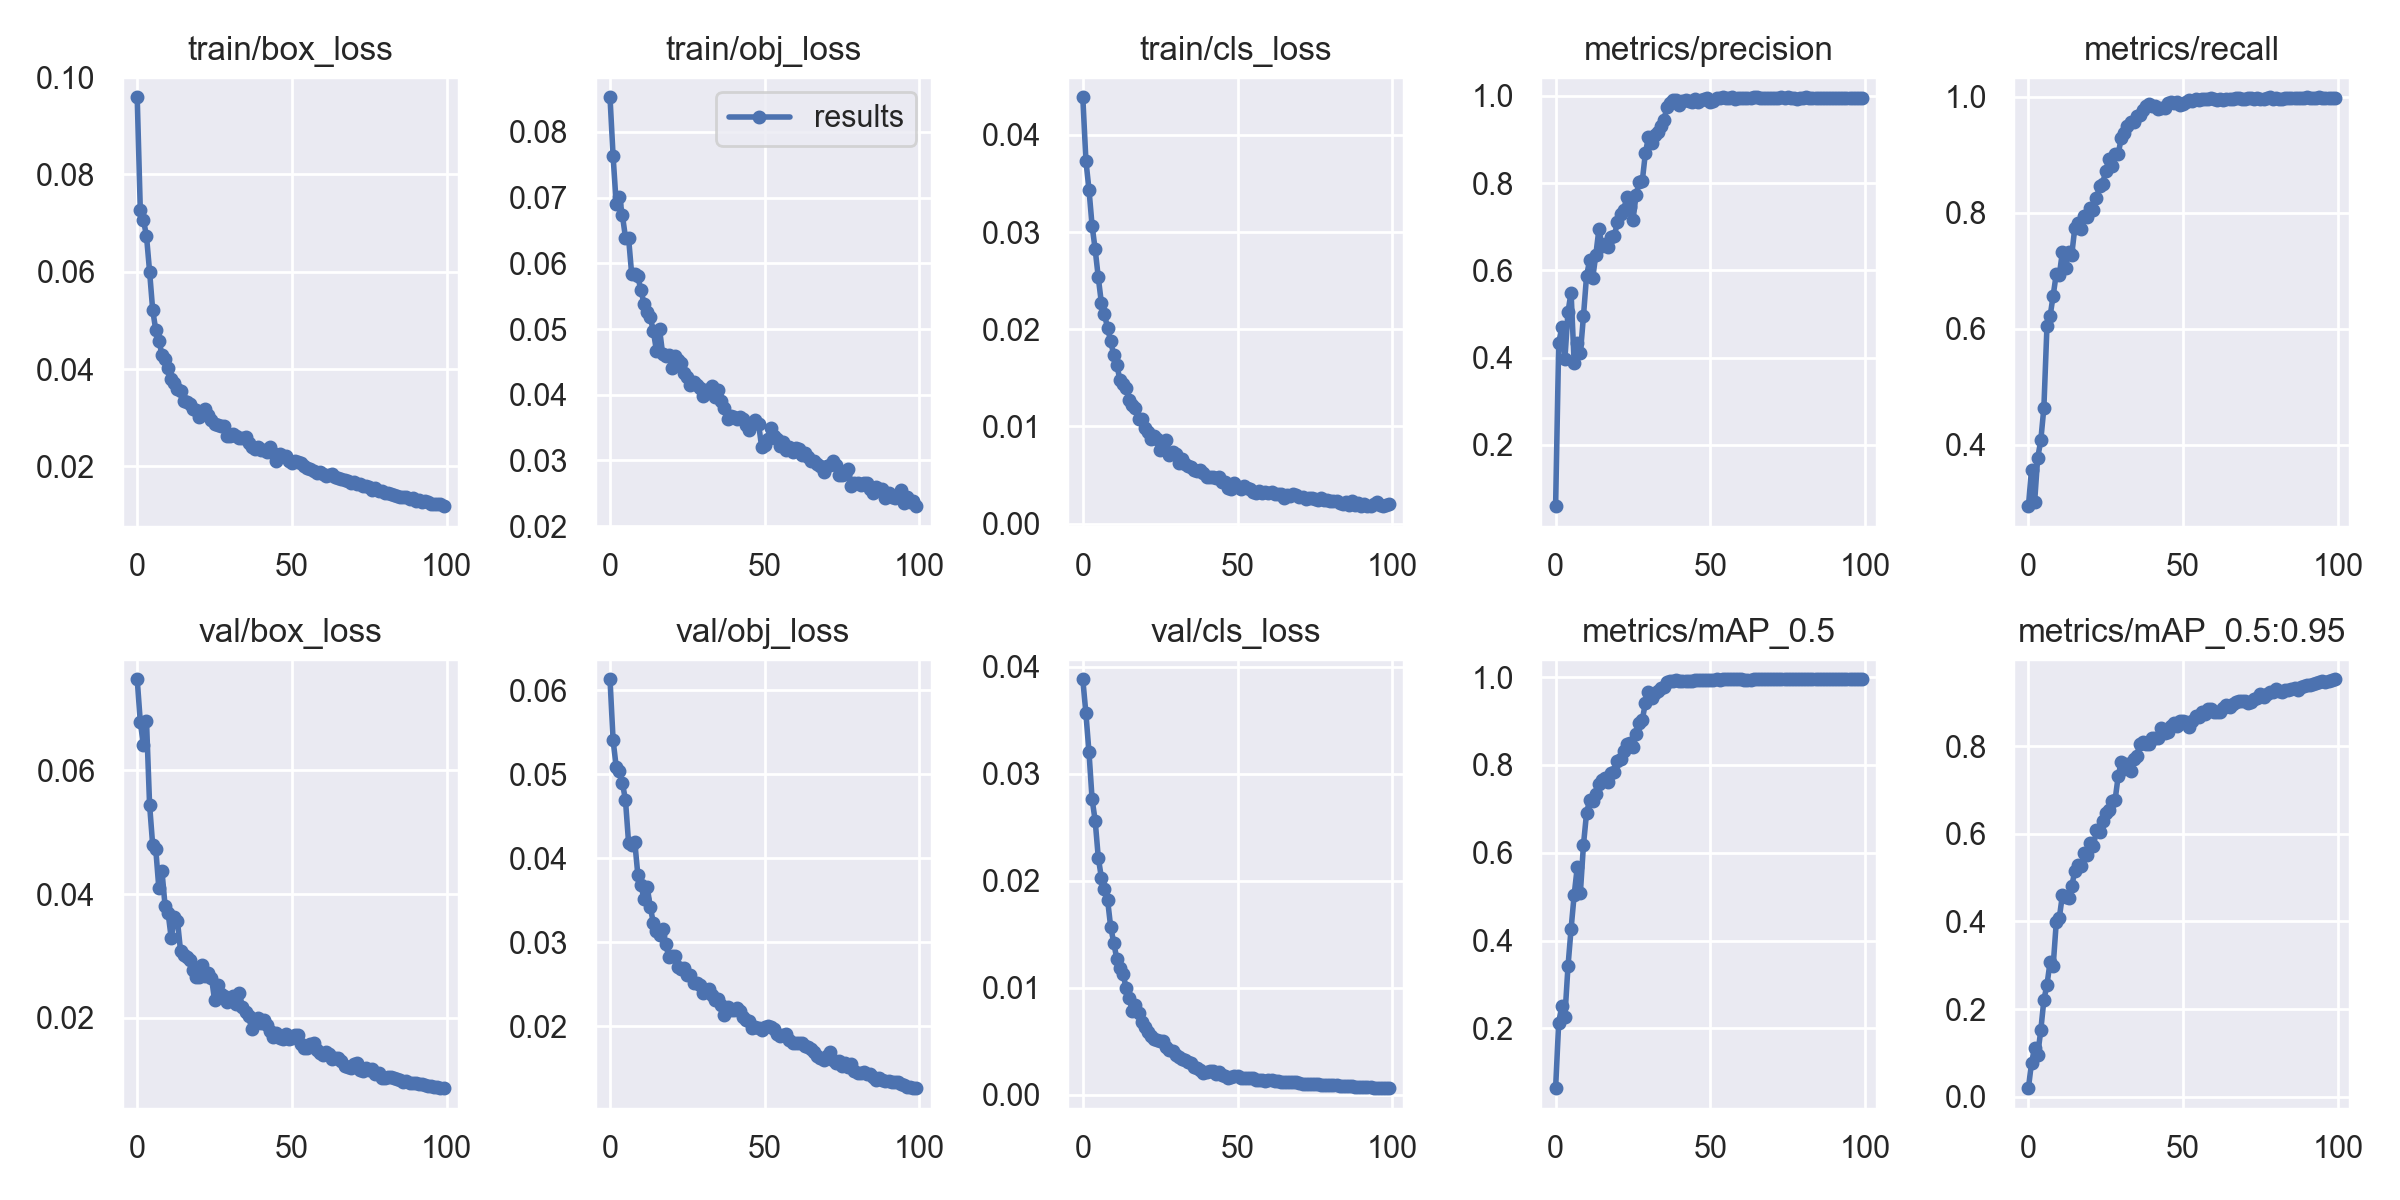 train/box_loss
0.10
0.08
0.06
0.04
0.02
0 50 100
train/obj_loss
results
0.08
0.07
0.06
0.05
0.04
0.03
0.02
0 50 100
train/cls_loss
0.04
0.03
0.02
0.01
0.00
0 50 100
metrics/precision
1.0
0.8
0.6
0.4
0.2
0 50 100
metrics/recall
1.0
0.8
0.6
0.4
0 50 100
val/box_loss
0.06
0.04
0.02
0 50 100
val/obj_loss
0.06
0.05
0.04
0.03
0.02
0 50 100
val/cls_loss
0.04
0.03
0.02
0.01
0.00
0 50 100
metrics/mAP_0.5
1.0
0.8
0.6
0.4
0.2
0 50 100
metrics/mAP_0.5:0.95
0.8
0.6
0.4
0.2
0.0
0 50 100